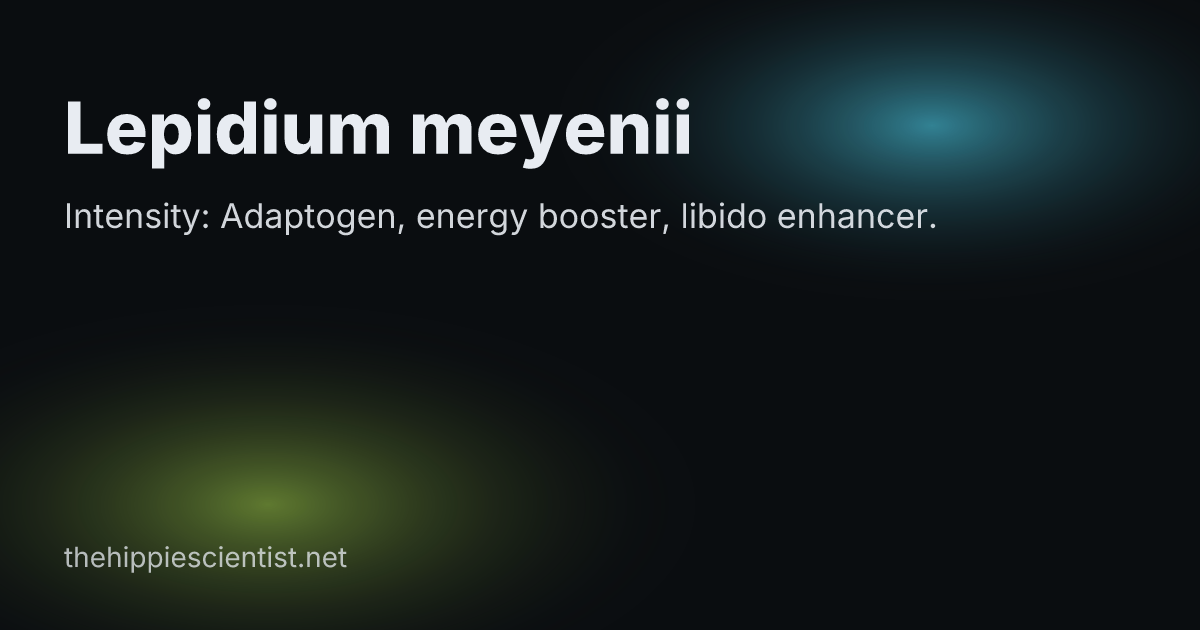 Lepidium meyenii
Intensity: Adaptogen, energy booster, libido enhancer.
thehippiescientist.net